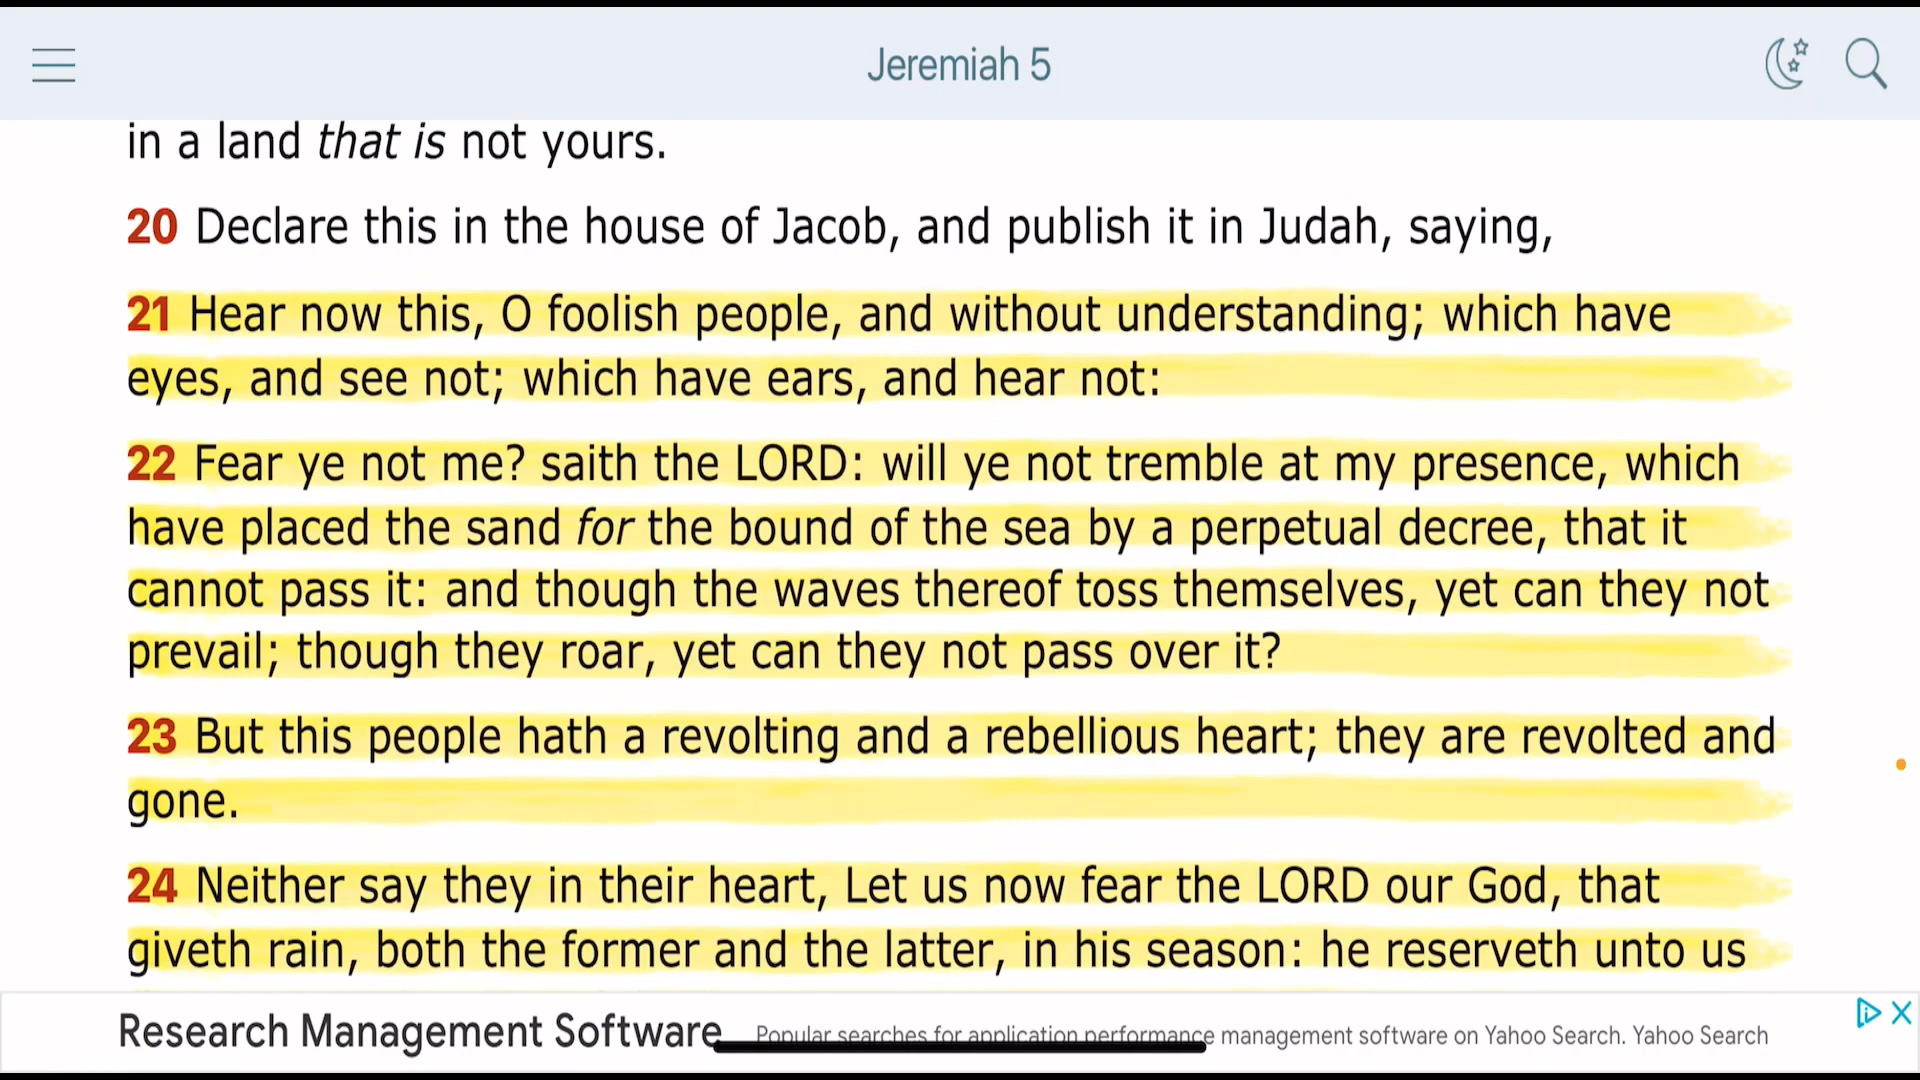 Jeremiah 5
in a land that is not yours.
20 Declare this in the house of Jacob, and publish it in Judah, saying,
21 Hear now this, O foolish people, and without understanding; which have
eyes, and see not; which have ears, and hear not:
22 Fear ye not me? saith the LORD: will ye not tremble at my presence, which
have placed the sand for the bound of the sea by a perpetual decree, that it
cannot pass it: and though the waves thereof toss themselves, yet can they not
prevail; though they roar, yet can they not pass over it?
23 But this people hath a revolting and a rebellious heart; they are revolted and
gone.
24 Neither say they in their heart, Let us now fear the LORD our God, that
giveth rain, both the former and the latter, in his season: he reserveth unto us
Research Management Software Popular searches for application performance management software on Yahoo Search. Yahoo Search